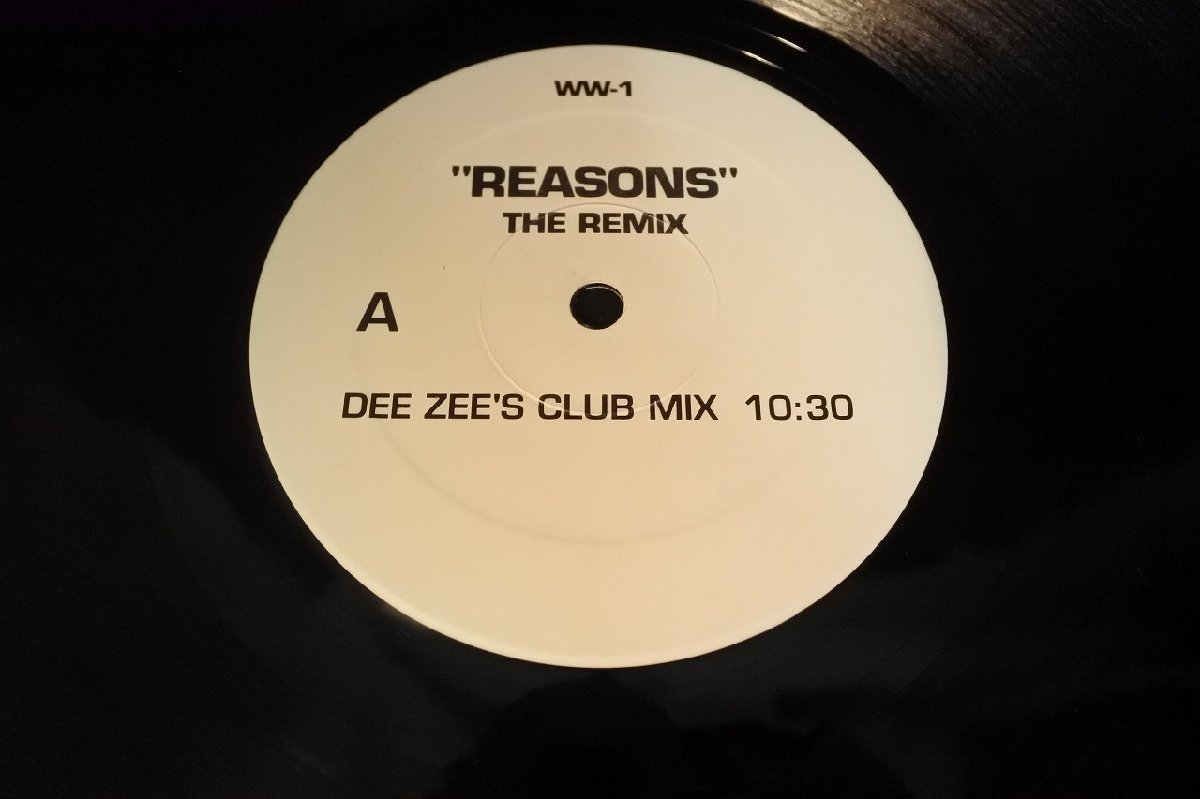 WW-1
"REASONS"
THE REMIX
A
DEE ZEE'S CLUB MIX 10:30